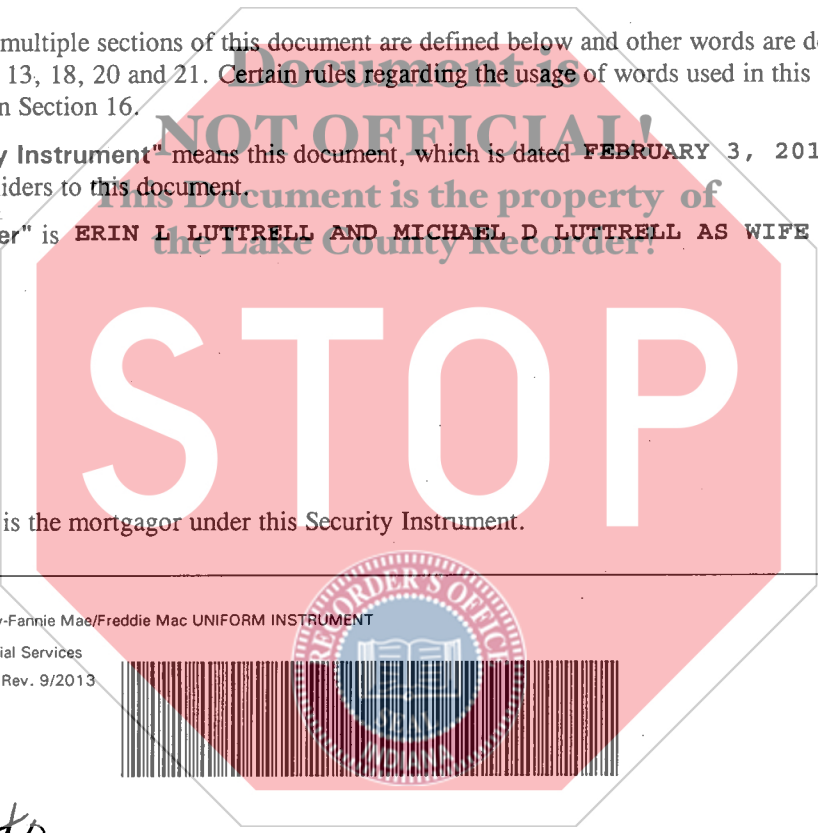 multiple sections of this document are defined below and other words are d
13, 18, 20 and 21. Certain rules regarding the usage of words used in this
n Section 16.
Document is
NOT OFFICIAL!
This Document is the property of
the Lake County Recorder!
y Instrument" means this document, which is dated FEBRUARY 3, 201
iders to this document.
er" is ERIN L LUTTRELL AND MICHAEL D LUTTRELL AS WIFE
STOP
is the mortgagor under this Security Instrument.
y-Fannie Mae/Freddie Mac UNIFORM INSTRUMENT
ial Services
Rev. 9/2013
RECORDER'S OFFICE
SEAL
INDIANA